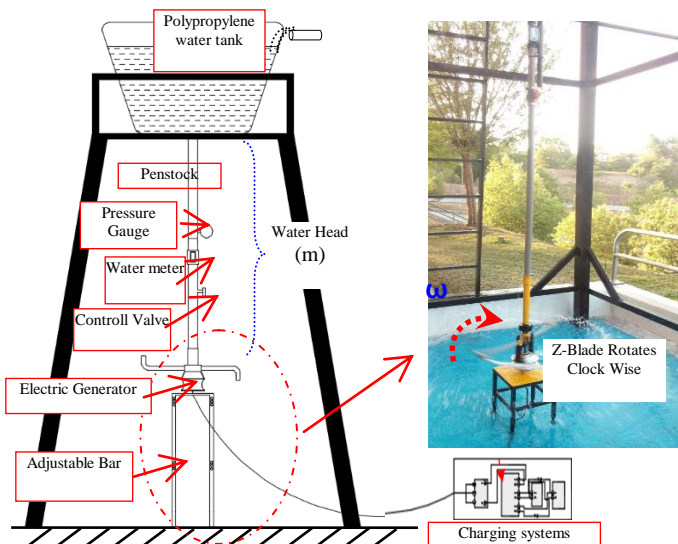 Polypropylene
water tank
Penstock
Pressure
Gauge
Water meter
Controll Valve
Electric Generator
Adjustable Bar
Water Head
(m)
ω
Z-Blade Rotates
Clock Wise
Charging systems